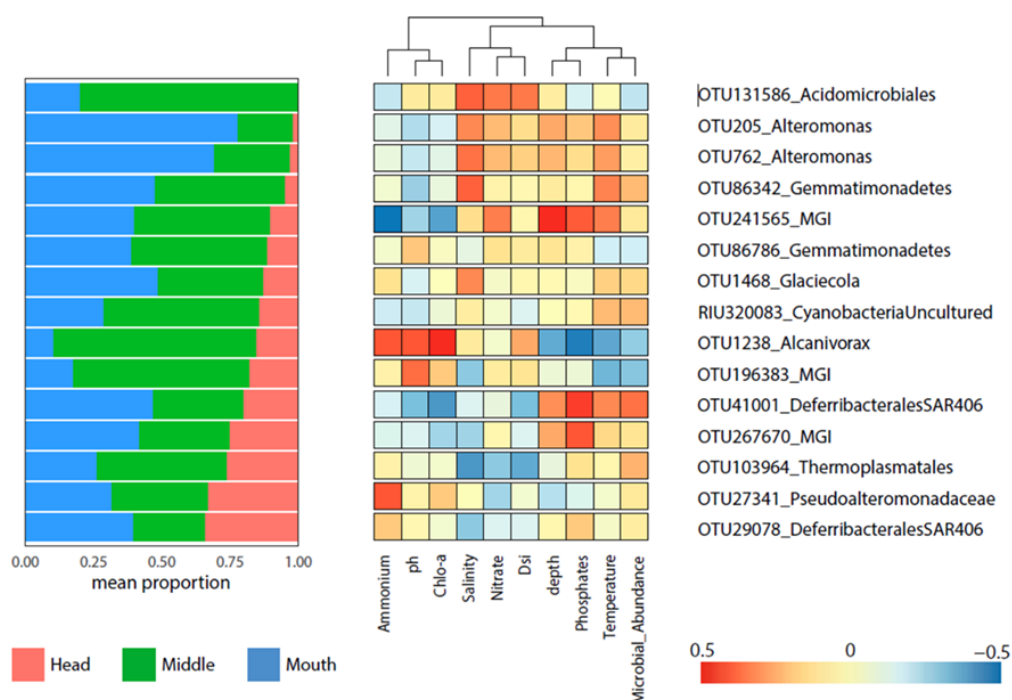 OTU131586_Acidomicrobiales
OTU205_Alteromonas
OTU762_Alteromonas
OTU86342_Gemmatimonadetes
OTU241565_MGI
OTU86786_Gemmatimonadetes
OTU1468_Glaciecola
RIU320083_CyanobacteriaUncultured
OTU1238_Alcanivorax
OTU196383_MGI
OTU41001_DeferribacteralesSAR406
OTU267670_MGI
OTU103964_Thermoplasmatales
OTU27341_Pseudoalteromonadaceae
OTU29078_DeferribacteralesSAR406
0.00 0.25 0.50 0.75 1.00
mean proportion
Ammonium
ph
Chlo-a
Salinity
Nitrate
Dsi
depth
Phosphates
Temperature
Microbial_Abundance
Head Middle Mouth
0.5 0 −0.5